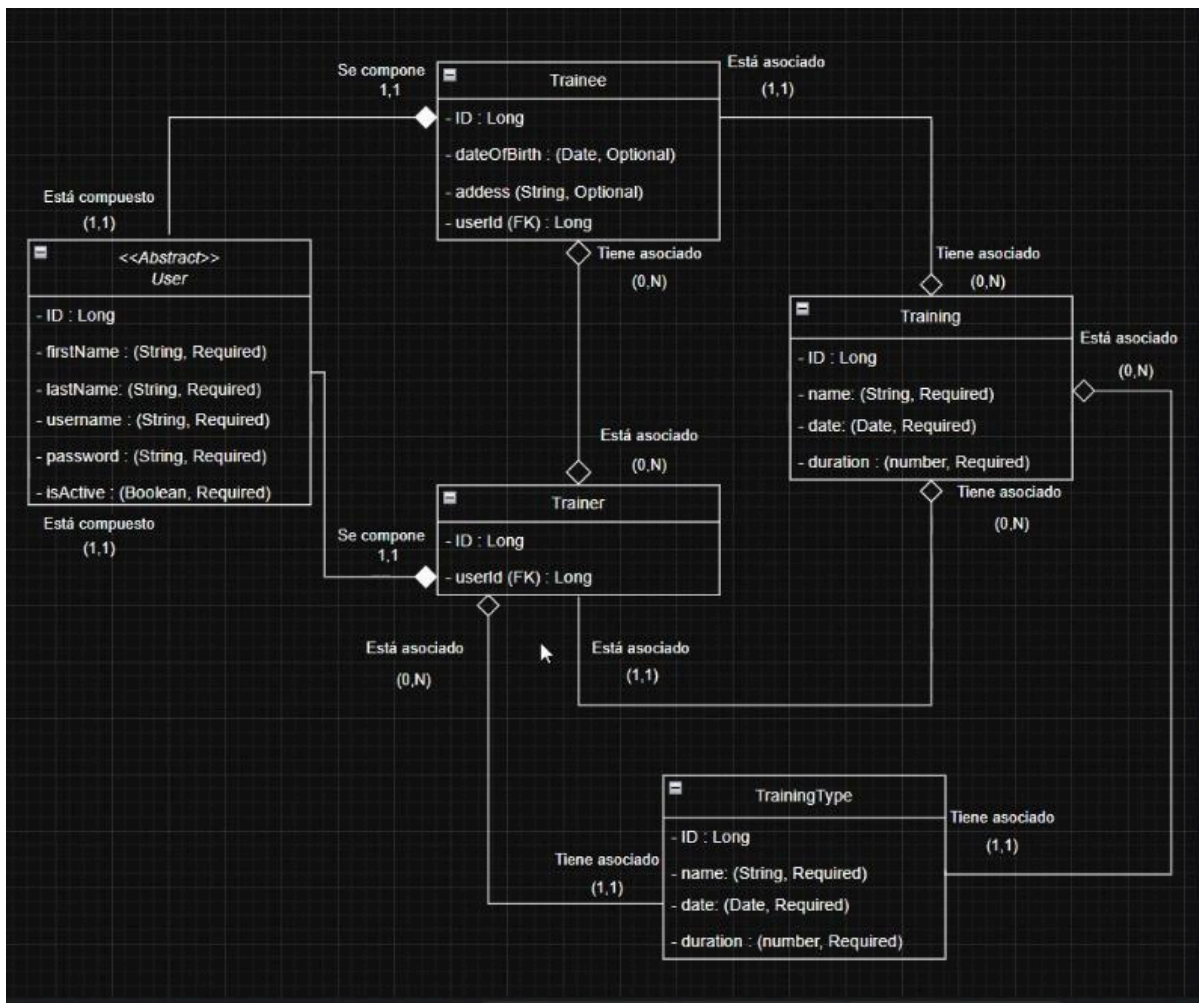 Se compone
1,1
Trainee
- ID : Long
- dateOfBirth : (Date, Optional)
- addess (String, Optional)
- userId (FK) : Long
Está asociado
(1,1)
Está compuesto
(1,1)
<<Abstract>>
User
- ID : Long
- firstName : (String, Required)
- lastName: (String, Required)
- username : (String, Required)
- password : (String, Required)
- isActive : (Boolean, Required)
Está compuesto
(1,1)
Tiene asociado
(0,N)
Tiene asociado
(0,N)
Training
- ID : Long
- name: (String, Required)
- date: (Date, Required)
- duration : (number, Required)
Está asociado
(0,N)
Está asociado
(0,N)
Tiene asociado
(0,N)
Se compone
1,1
Trainer
- ID : Long
- userId (FK) : Long
Está asociado
(0,N)
Está asociado
(1,1)
TrainingType
- ID : Long
- name: (String, Required)
- date: (Date, Required)
- duration : (number, Required)
Tiene asociado
(1,1)
Tiene asociado
(1,1)